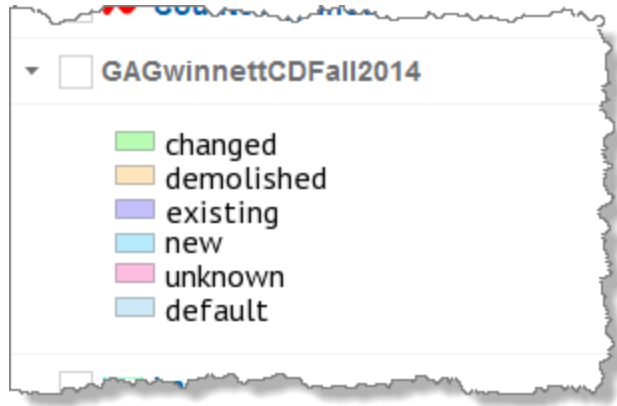 GAGwinnettCDFall2014
changed
demolished
existing
new
unknown
default